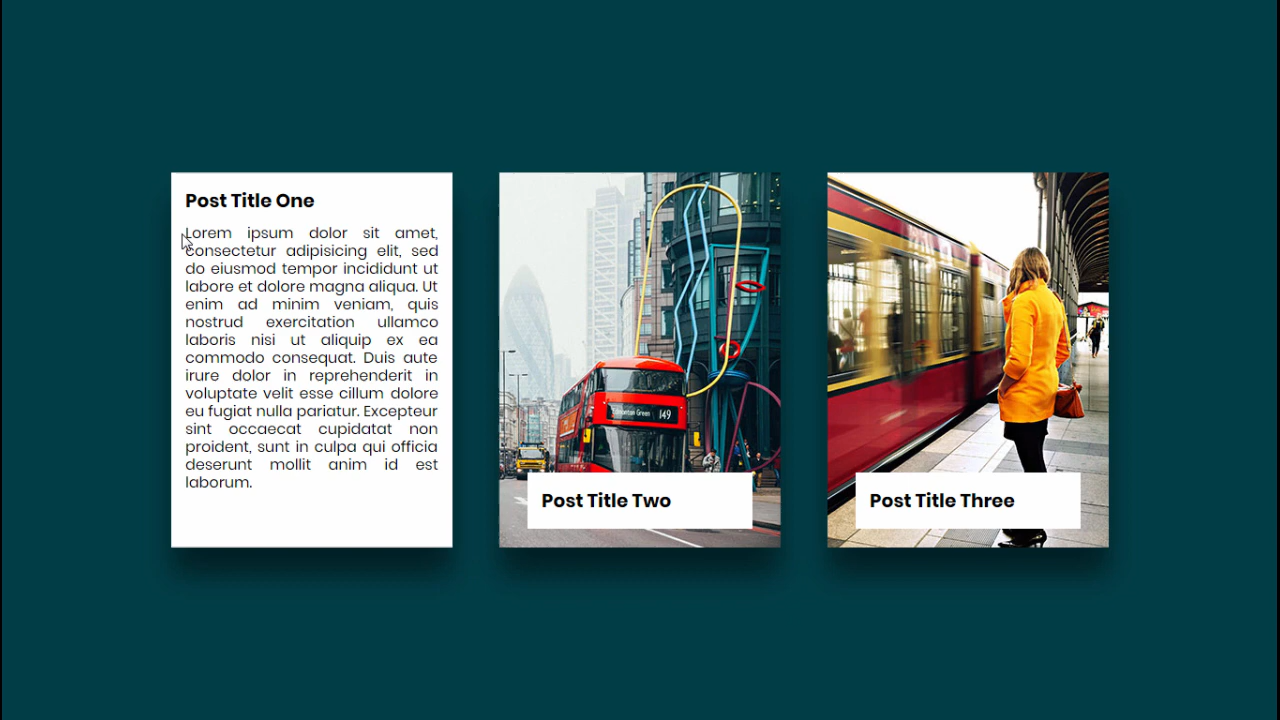 Post Title One
Lorem ipsum dolor sit amet,
consectetur adipisicing elit, sed
do eiusmod tempor incididunt ut
labore et dolore magna aliqua. Ut
enim ad minim veniam, quis
nostrud exercitation ullamco
laboris nisi ut aliquip ex ea
commodo consequat. Duis aute
irure dolor in reprehenderit in
voluptate velit esse cillum dolore
eu fugiat nulla pariatur. Excepteur
sint occaecat cupidatat non
proident, sunt in culpa qui officia
deserunt mollit anim id est
laborum.
Edmonton Green 149
Post Title Two
Post Title Three